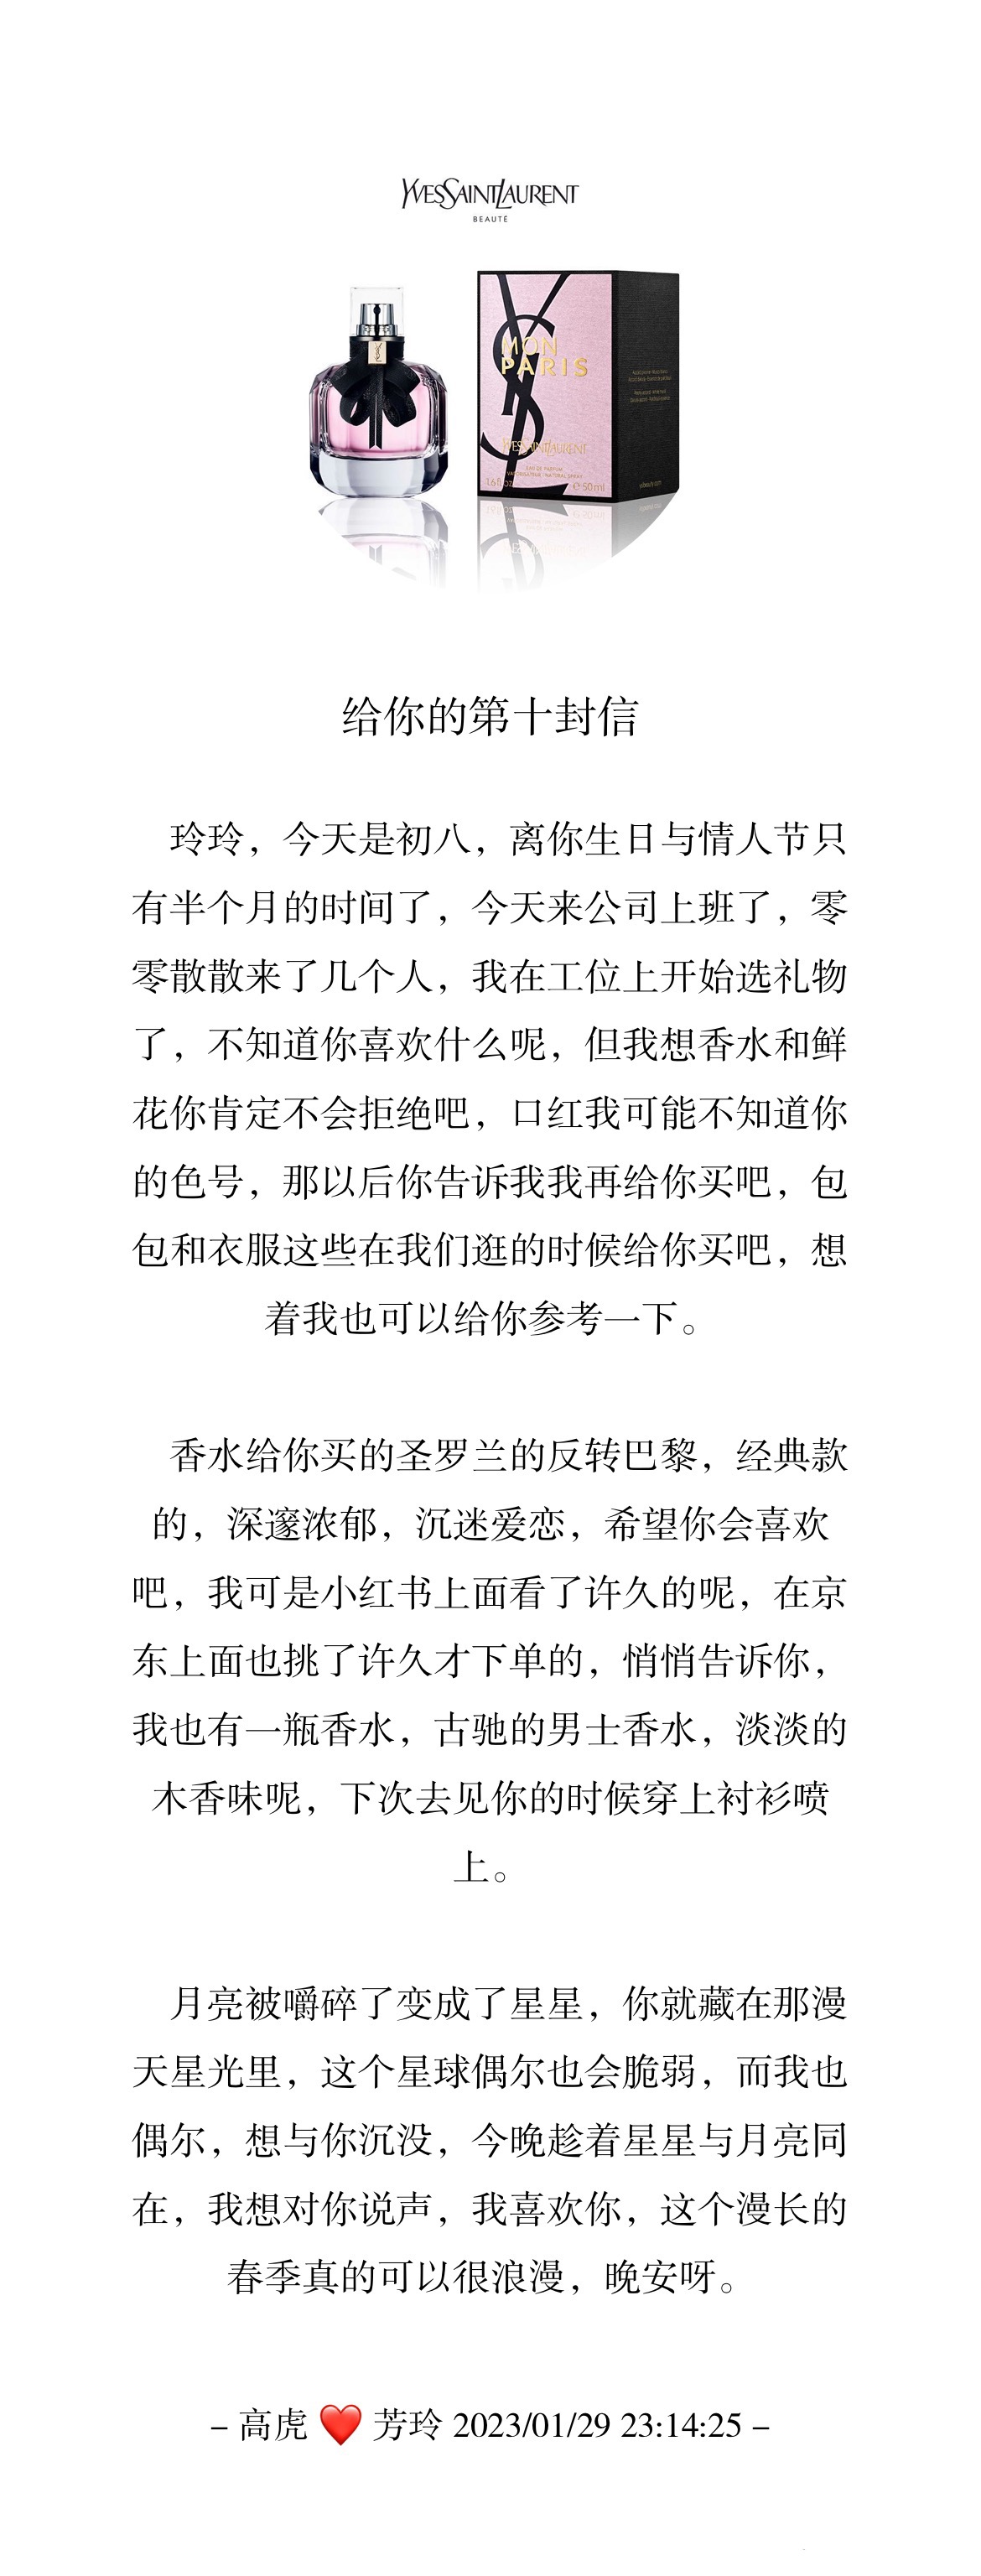 YVESSAINTLAURENT
BEAUTÉ
MON
PARIS
YVESSAINTLAURENT
EAU DE PARFUM
VAPORISATEUR - NATURAL SPRAY
1.6 fl oz
e 50 ml
yslbeauty.com
给你的第十封信
玲玲，今天是初八，离你生日与情人节只
有半个月的时间了，今天来公司上班了，零
零散散来了几个人，我在工位上开始选礼物
了，不知道你喜欢什么呢，但我想香水和鲜
花你肯定不会拒绝吧，口红我可能不知道你
的色号，那以后你告诉我我再给你买吧，包
包和衣服这些在我们逛的时候给你买吧，想
着我也可以给你参考一下。
香水给你买的圣罗兰的反转巴黎，经典款
的，深邃浓郁，沉迷爱恋，希望你会喜欢
吧，我可是小红书上面看了许久的呢，在京
东上面也挑了许久才下单的，悄悄告诉你，
我也有一瓶香水，古驰的男士香水，淡淡的
木香味呢，下次去见你的时候穿上衬衫喷
上。
月亮被嚼碎了变成了星星，你就藏在那漫
天星光里，这个星球偶尔也会脆弱，而我也
偶尔，想与你沉没，今晚趁着星星与月亮同
在，我想对你说声，我喜欢你，这个漫长的
春季真的可以很浪漫，晚安呀。
– 高虎 ❤️ 芳玲 2023/01/29 23:14:25 –